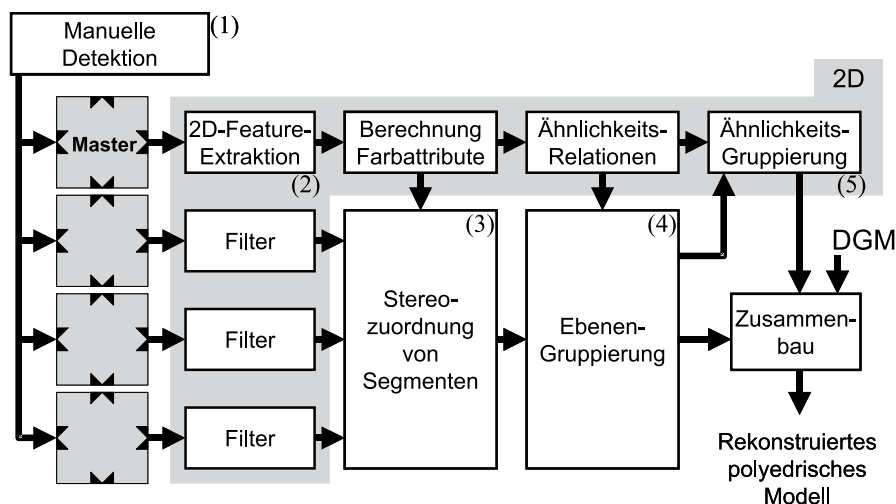 Manuelle
Detektion
(1)
2D
Master
2D-Feature-
Extraktion
(2)
Berechnung
Farbattribute
Ähnlichkeits-
Relationen
Ähnlichkeits-
Gruppierung
(5)
Filter
Filter
Filter
(3)
Stereo-
zuordnung
von
Segmenten
(4)
Ebenen-
Gruppierung
DGM
Zusammen-
bau
Rekonstruiertes
polyedrisches
Modell